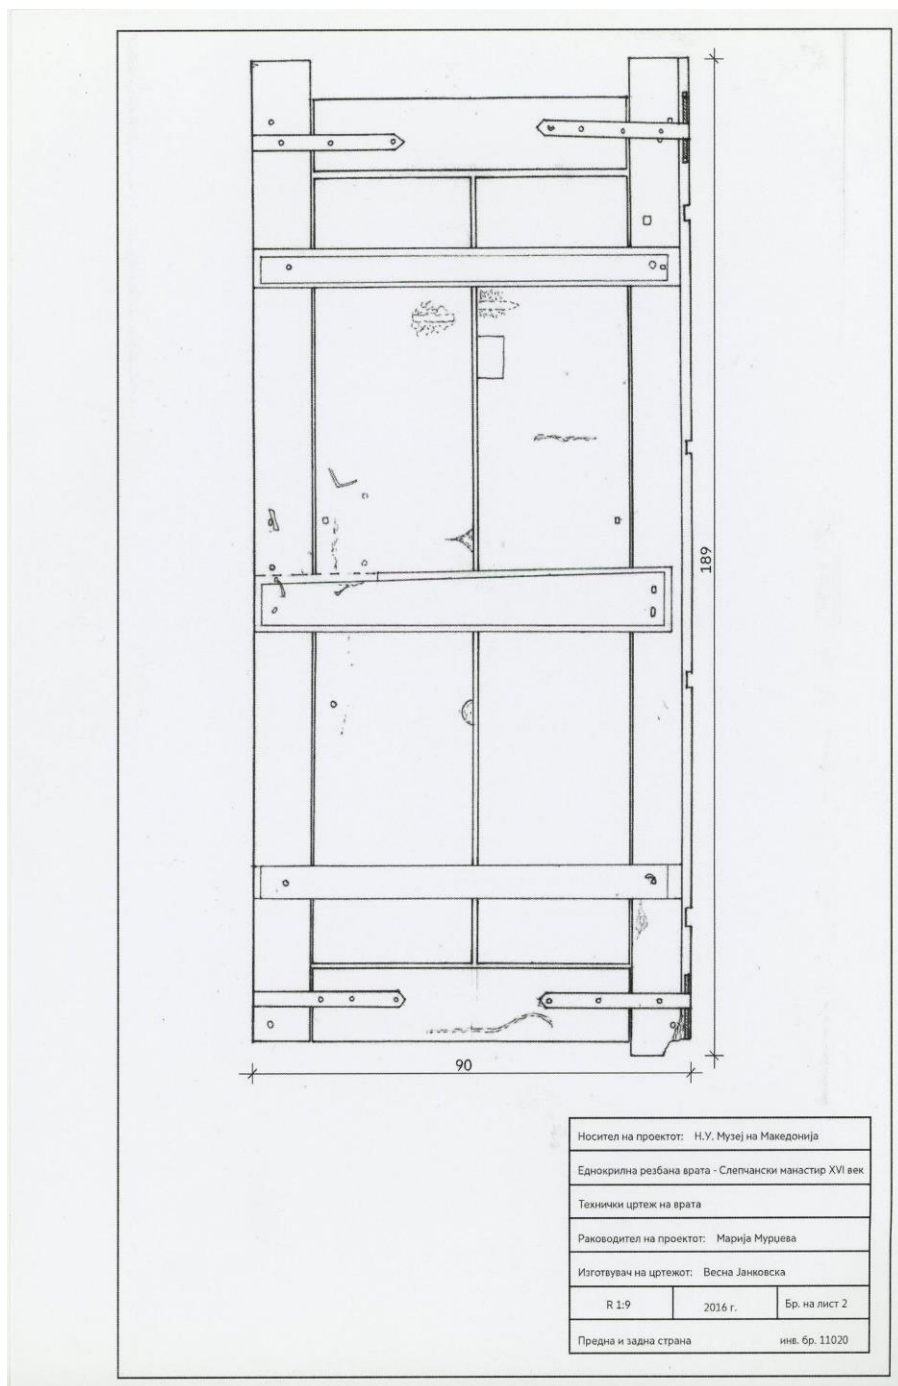 189
90
Носител на проектот: Н.У. Музеј на Македонија
Еднокрилна резбана врата - Слепчански манастир XVI век
Технички цртеж на врата
Раководител на проектот: Марија Мурџева
Изготвувач на цртежот: Весна Јанковска
R 1:9 2016 г. Бр. на лист 2
Предна и задна страна инв. бр. 11020